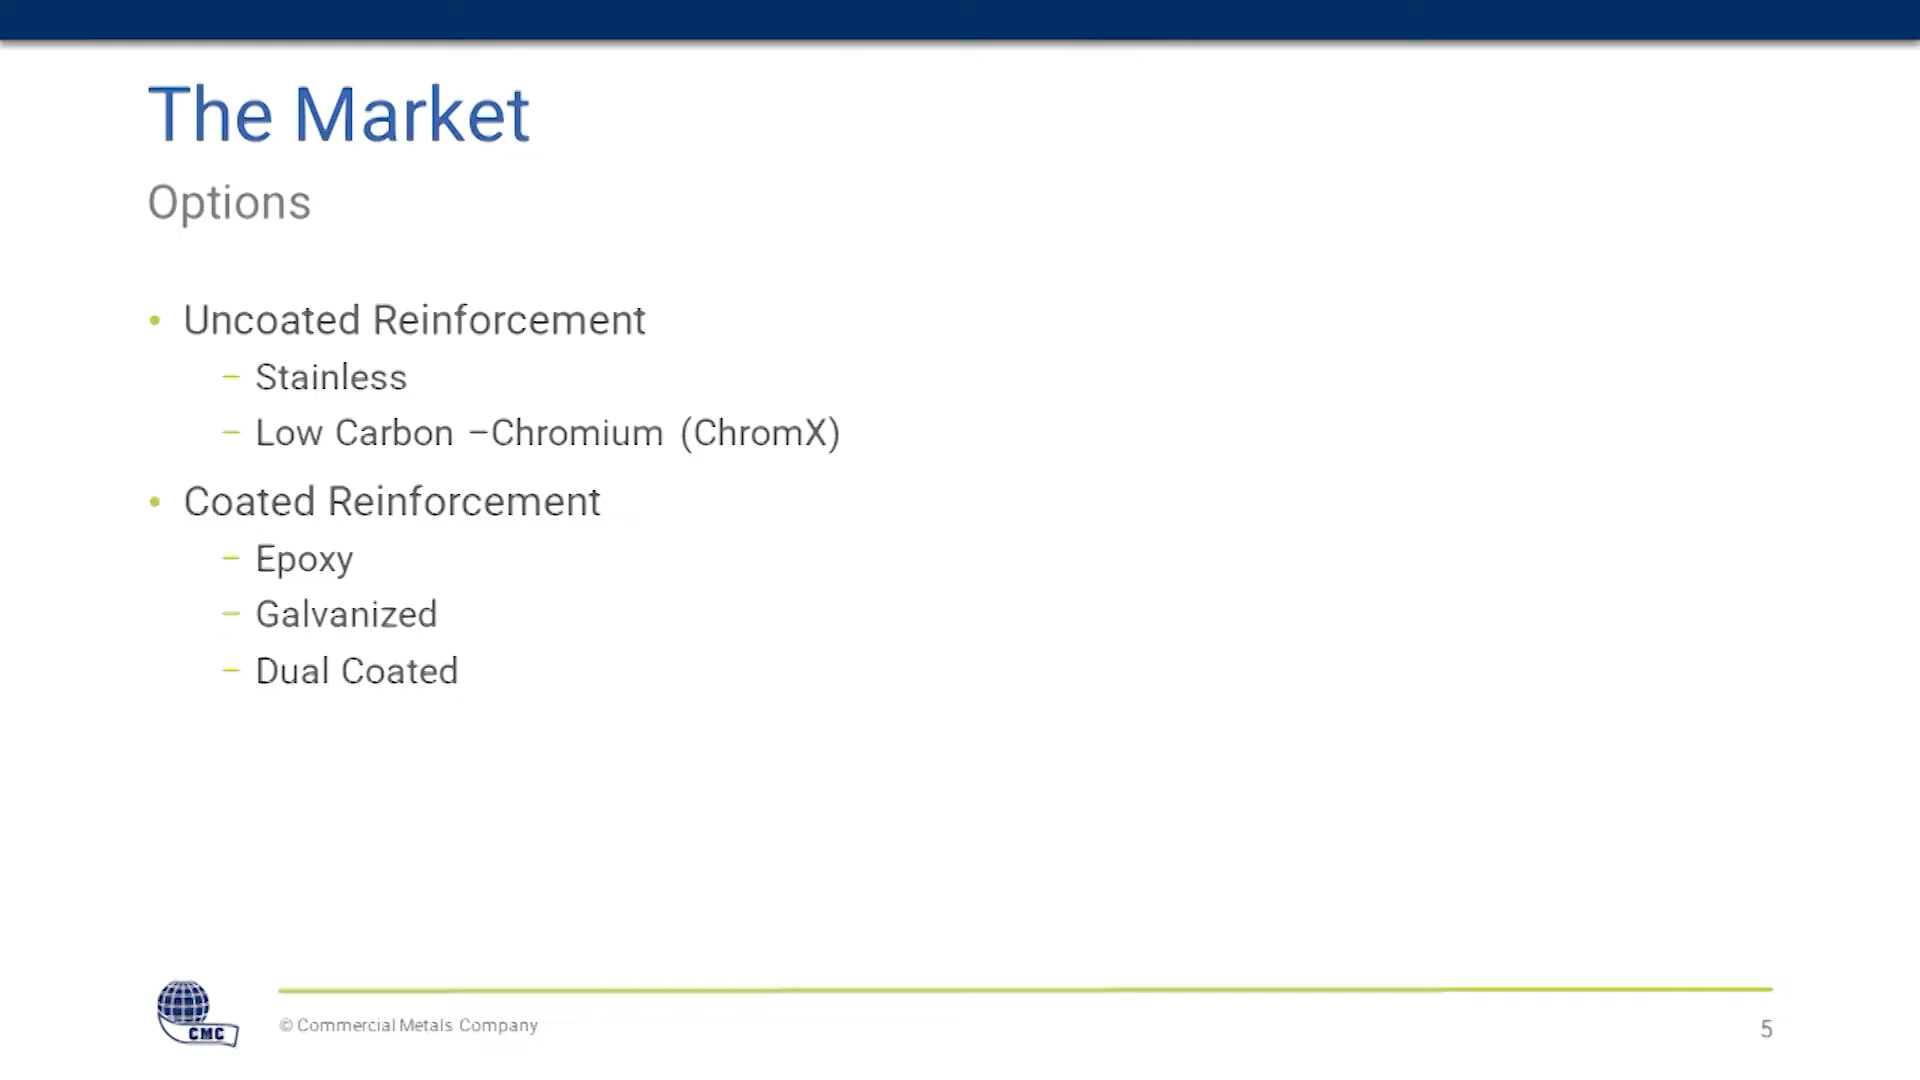 The Market
Options
• Uncoated Reinforcement
– Stainless
– Low Carbon –Chromium (ChromX)
• Coated Reinforcement
– Epoxy
– Galvanized
– Dual Coated
CMC
© Commercial Metals Company
5